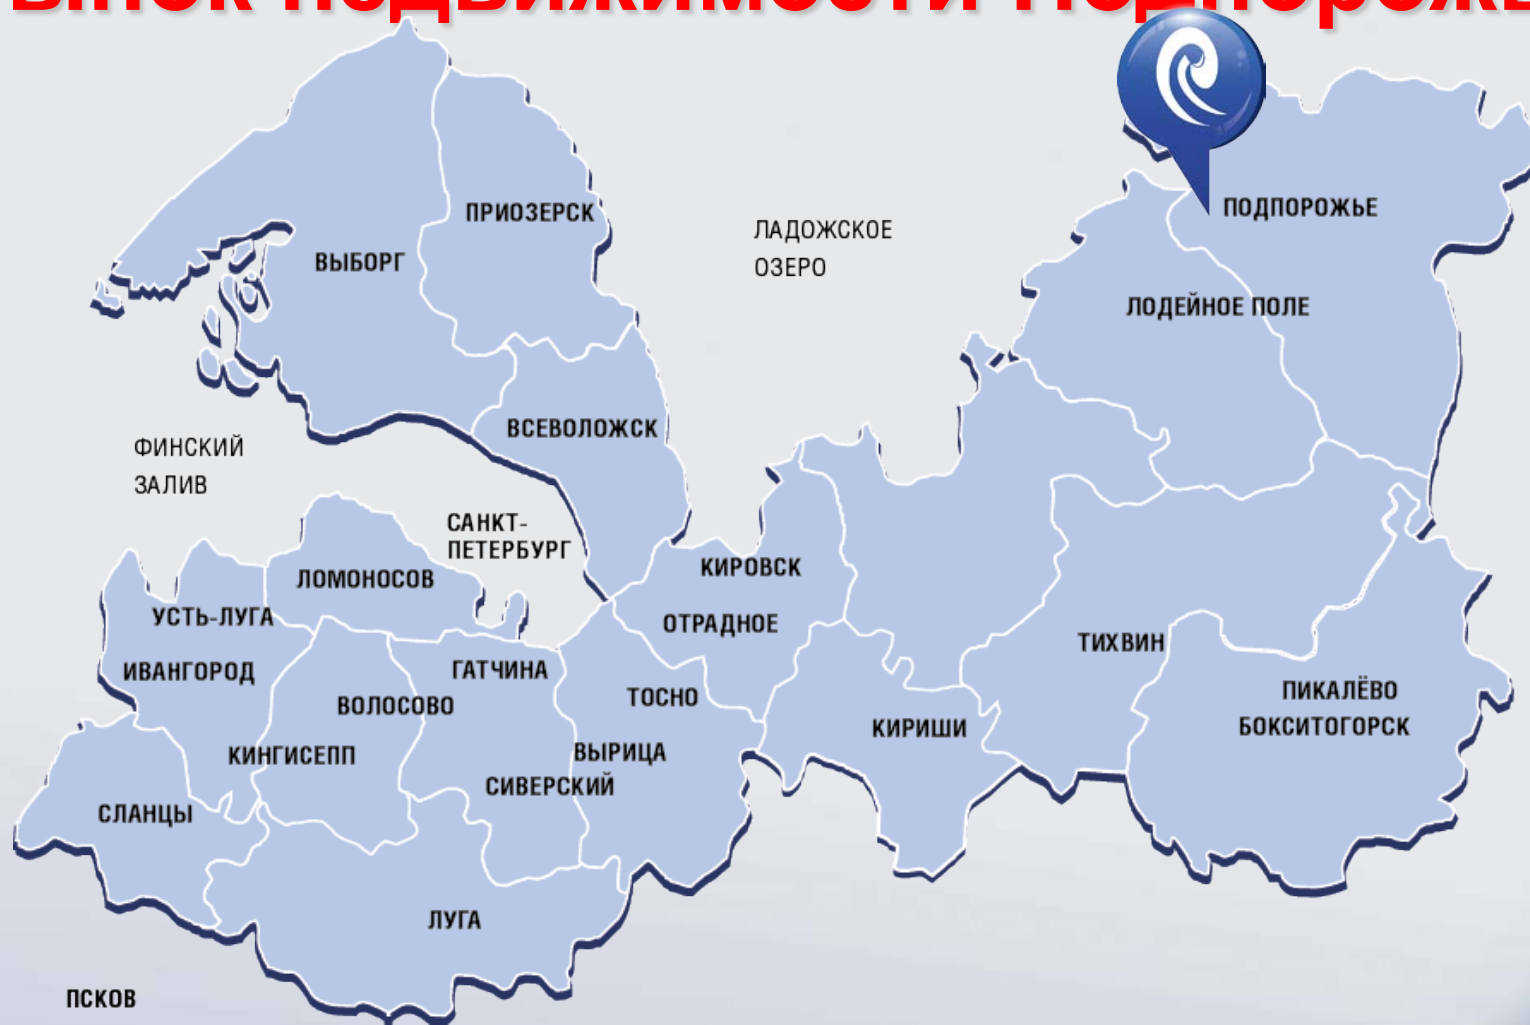 недвижимости
ПРИОЗЕРСК
ПОДПОРОЖЬЕ
ЛАДОЖСКОЕ
ОЗЕРО
ВЫБОРГ
ЛОДЕЙНОЕ ПОЛЕ
ВСЕВОЛОЖСК
ФИНСКИЙ
ЗАЛИВ
САНКТ-
ПЕТЕРБУРГ
КИРОВСК
ЛОМОНОСОВ
УСТЬ-ЛУГА
ОТРАДНОЕ
ТИХВИН
ИВАНГОРОД
ГАТЧИНА
ТОСНО
ПИКАЛЁВО
ВОЛОСОВО
КИРИШИ
БОКСИТОГОРСК
КИНГИСЕПП
ВЫРИЦА
СИВЕРСКИЙ
СЛАНЦЫ
ЛУГА
ПСКОВ